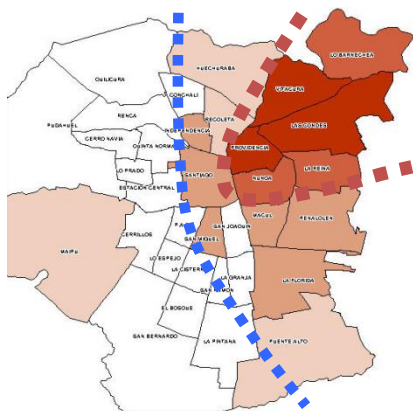 LO BARNECHEA
HUECHURABA
QUILICURA
VITACURA
CONCHALI
RENCA
RECOLETA
LAS CONDES
PUDAHUEL
INDEPENDENCIA
CERRO NAVIA
QUINTA NORMAL
PROVIDENCIA
LO PRADO
LA REINA
SANTIAGO
NUNOA
ESTACION CENTRAL
MACUL
PENALOLEN
SAN JOAQUIN
CERRILLOS
SAN MIGUEL
MAIPU
LO ESPEJO
LA CISTERNA
LA GRANJA
LA FLORIDA
SAN RAMON
EL BOSQUE
SAN BERNARDO
LA PINTANA
PUENTE ALTO